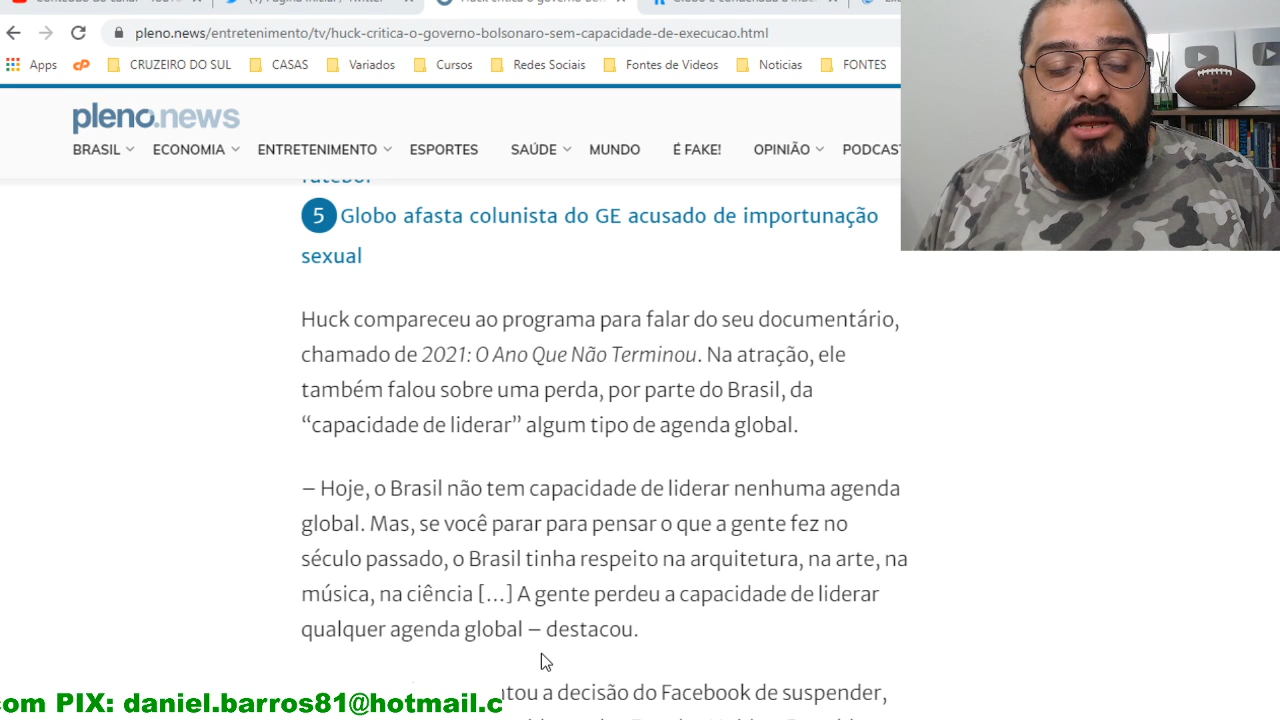 pleno.news/entretenimento/tv/huck-critica-o-governo-bolsonaro-sem-capacidade-de-execucao.html
Apps CRUZEIRO DO SUL CASAS Variados Cursos Redes Sociais Fontes de Videos Noticias FONTES
pleno.news
BRASIL ECONOMIA ENTRETENIMENTO ESPORTES SAÚDE MUNDO É FAKE! OPINIÃO PODCAS
futebol
5 Globo afasta colunista do GE acusado de importunação
sexual
Huck compareceu ao programa para falar do seu documentário,
chamado de 2021: O Ano Que Não Terminou. Na atração, ele
também falou sobre uma perda, por parte do Brasil, da
“capacidade de liderar” algum tipo de agenda global.
– Hoje, o Brasil não tem capacidade de liderar nenhuma agenda
global. Mas, se você parar para pensar o que a gente fez no
século passado, o Brasil tinha respeito na arquitetura, na arte, na
música, na ciência […] A gente perdeu a capacidade de liderar
qualquer agenda global – destacou.
ntou a decisão do Facebook de suspender,
com PIX: daniel.barros81@hotmail.c